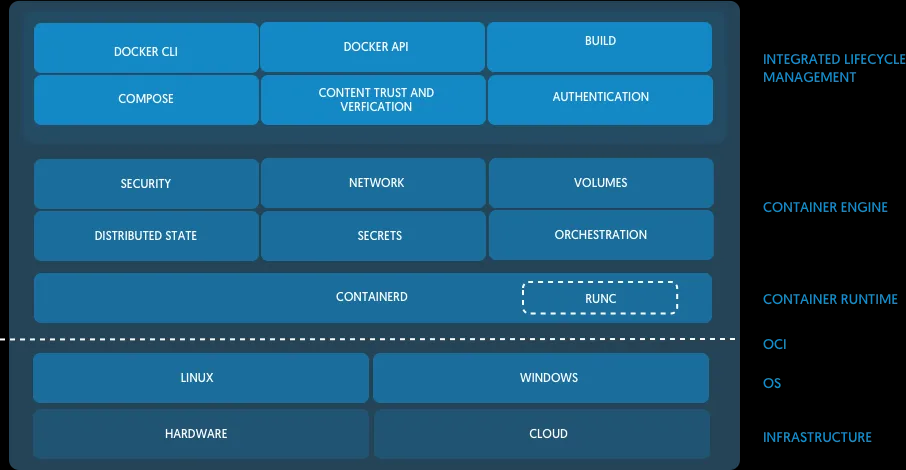 DOCKER CLI
DOCKER API
BUILD
INTEGRATED LIFECYCLE
MANAGEMENT
COMPOSE
CONTENT TRUST AND
VERFICATION
AUTHENTICATION
SECURITY
NETWORK
VOLUMES
CONTAINER ENGINE
DISTRIBUTED STATE
SECRETS
ORCHESTRATION
CONTAINERD
RUNC
CONTAINER RUNTIME
OCI
LINUX
WINDOWS
OS
HARDWARE
CLOUD
INFRASTRUCTURE